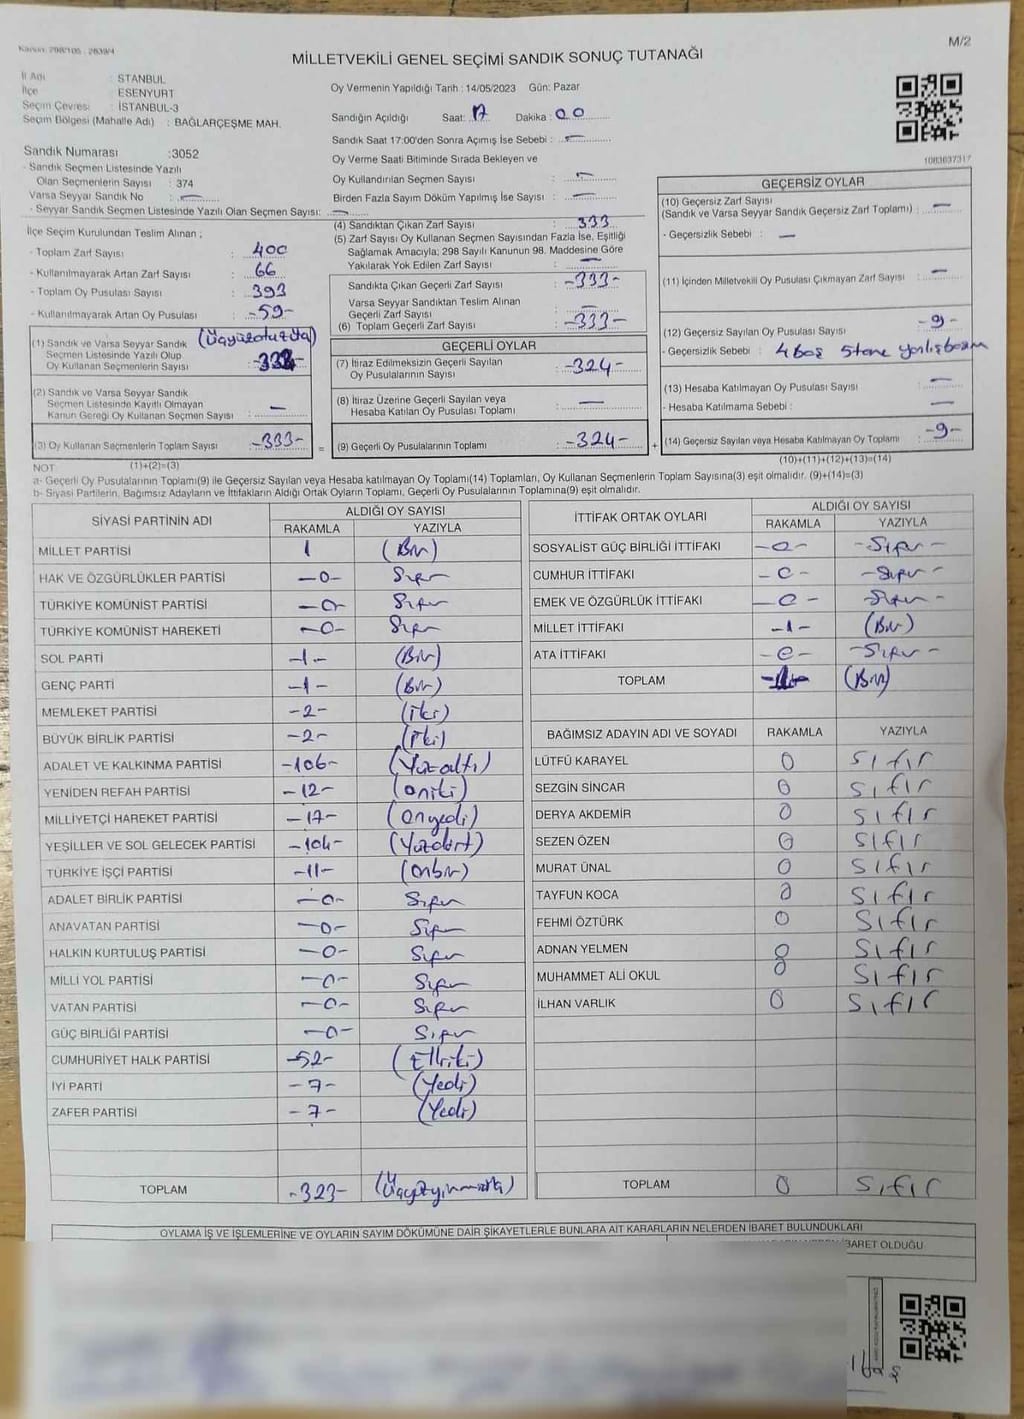 Kanun: 298/105 - 2839/4
M/2
MİLLETVEKİLİ GENEL SEÇİMİ SANDIK SONUÇ TUTANAĞI
İl Adı : STANBUL
İlçe : ESENYURT
Seçim Çevresi : İSTANBUL-3
Seçim Bölgesi (Mahalle Adı) : BAĞLARÇEŞME MAH.
Sandık Numarası :3052
- Sandık Seçmen Listesinde Yazılı
Olan Seçmenlerin Sayısı : 374
Varsa Seyyar Sandık No : —
- Seyyar Sandık Seçmen Listesinde Yazılı Olan Seçmen Sayısı: —
İlçe Seçim Kurulundan Teslim Alınan ;
- Toplam Zarf Sayısı : 400
- Kullanılmayarak Artan Zarf Sayısı : 66
- Toplam Oy Pusulası Sayısı : 393
- Kullanılmayarak Artan Oy Pusulası : -59-
(1) Sandık ve Varsa Seyyar Sandık
Seçmen Listesinde Yazılı Olup
Oy Kullanan Seçmenlerin Sayısı
(2) Sandık ve Varsa Seyyar Sandık
Seçmen Listesinde Kayıtlı Olmayan
Kanun Gereği Oy Kullanan Seçmen Sayısı : —
(3) Oy Kullanan Seçmenlerin Toplam Sayısı : -333- =
(1)+(2)=(3)
Oy Vermenin Yapıldığı Tarih : 14/05/2023 Gün: Pazar
Sandığın Açıldığı Saat: 17 Dakika : 00
Sandık Saat 17:00'den Sonra Açımış İse Sebebi : —
Oy Verme Saati Bitiminde Sırada Bekleyen ve
Oy Kullandırılan Seçmen Sayısı : —
Birden Fazla Sayım Döküm Yapılmış İse Sayısı : —
(4) Sandıktan Çıkan Zarf Sayısı : 333
(5) Zarf Sayısı Oy Kullanan Seçmen Sayısından Fazla İse, Eşitliği
Sağlamak Amacıyla; 298 Sayılı Kanunun 98. Maddesine Göre
Yakılarak Yok Edilen Zarf Sayısı : —
Sandıkta Çıkan Geçerli Zarf Sayısı : -333-
Varsa Seyyar Sandıktan Teslim Alınan
Geçerli Zarf Sayısı : —
(6) Toplam Geçerli Zarf Sayısı : -333-
GEÇERLİ OYLAR
(7) İtiraz Edilmeksizin Geçerli Sayılan
Oy Pusulalarının Sayısı : -324-
(8) İtiraz Üzerine Geçerli Sayılan veya
Hesaba Katılan Oy Pusulası Toplamı : —
(9) Geçerli Oy Pusulalarının Toplamı : -324- +
1083637317
GEÇERSİZ OYLAR
(10) Geçersiz Zarf Sayısı
(Sandık ve Varsa Seyyar Sandık Geçersiz Zarf Toplamı) : —
- Geçersizlik Sebebi : —
(11) İçinden Milletvekili Oy Pusulası Çıkmayan Zarf Sayısı : —
(12) Geçersiz Sayılan Oy Pusulası Sayısı : -9-
- Geçersizlik Sebebi : 4 boş 5 tane
(13) Hesaba Katılmayan Oy Pusulası Sayısı : —
- Hesaba Katılmama Sebebi : —
(14) Geçersiz Sayılan veya Hesaba Katılmayan Oy Toplamı : -9-
(10)+(11)+(12)+(13)=(14)
NOT
a- Geçerli Oy Pusulalarının Toplamı(9) ile Geçersiz Sayılan veya Hesaba katılmayan Oy Toplamı(14) Toplamları, Oy Kullanan Seçmenlerin Toplam Sayısına(3) eşit olmalıdır. (9)+(14)=(3)
b- Siyasi Partilerin, Bağımsız Adayların ve İttifakların Aldığı Ortak Oyların Toplamı, Geçerli Oy Pusulalarının Toplamına(9) eşit olmalıdır.
SİYASİ PARTİNİN ADI ALDIĞI OY SAYISI
RAKAMLA YAZIYLA
MİLLET PARTİSİ 1 (Bir)
HAK VE ÖZGÜRLÜKLER PARTİSİ -0- Sıfır
TÜRKİYE KOMÜNİST PARTİSİ -0- Sıfır
TÜRKİYE KOMÜNİST HAREKETİ -0- Sıfır
SOL PARTİ -1- (Bir)
GENÇ PARTİ -1- (Bir)
MEMLEKET PARTİSİ -2- (İki)
BÜYÜK BİRLİK PARTİSİ -2- (İki)
ADALET VE KALKINMA PARTİSİ -106- (Yüzaltı)
YENİDEN REFAH PARTİSİ -12- (Oniki)
MİLLİYETÇİ HAREKET PARTİSİ -17- (Onyedi)
YEŞİLLER VE SOL GELECEK PARTİSİ -104- (Yüzdört)
TÜRKİYE İŞÇİ PARTİSİ -11- (Onbir)
ADALET BİRLİK PARTİSİ -0- Sıfır
ANAVATAN PARTİSİ -0- Sıfır
HALKIN KURTULUŞ PARTİSİ -0- Sıfır
MİLLİ YOL PARTİSİ -0- Sıfır
VATAN PARTİSİ -0- Sıfır
GÜÇ BİRLİĞİ PARTİSİ -0- Sıfır
CUMHURİYET HALK PARTİSİ -52- (Elliiki)
İYİ PARTİ -7- (Yedi)
ZAFER PARTİSİ -7- (Yedi)
TOPLAM -323-
İTTİFAK ORTAK OYLARI ALDIĞI OY SAYISI
RAKAMLA YAZIYLA
SOSYALİST GÜÇ BİRLİĞİ İTTİFAKI -0- -Sıfır-
CUMHUR İTTİFAKI -0- -Sıfır-
EMEK VE ÖZGÜRLÜK İTTİFAKI -0- -Sıfır-
MİLLET İTTİFAKI -1- (Bir)
ATA İTTİFAKI -0- -Sıfır-
TOPLAM -1- (Bir)
BAĞIMSIZ ADAYIN ADI VE SOYADI RAKAMLA YAZIYLA
LÜTFÜ KARAYEL 0 Sıfır
SEZGİN SİNCAR 0 Sıfır
DERYA AKDEMİR 0 Sıfır
SEZEN ÖZEN 0 Sıfır
MURAT ÜNAL 0 Sıfır
TAYFUN KOCA 0 Sıfır
FEHMİ ÖZTÜRK 0 Sıfır
ADNAN YELMEN 0 Sıfır
MUHAMMET ALİ OKUL 0 Sıfır
İLHAN VARLIK 0 Sıfır
TOPLAM 0 Sıfır
OYLAMA İŞ VE İŞLEMLERİNE VE OYLARIN SAYIM DÖKÜMÜNE DAİR ŞİKAYETLERLE BUNLARA AİT KARARLARIN NELERDEN İBARET BULUNDUKLARI
BARET OLDUĞU